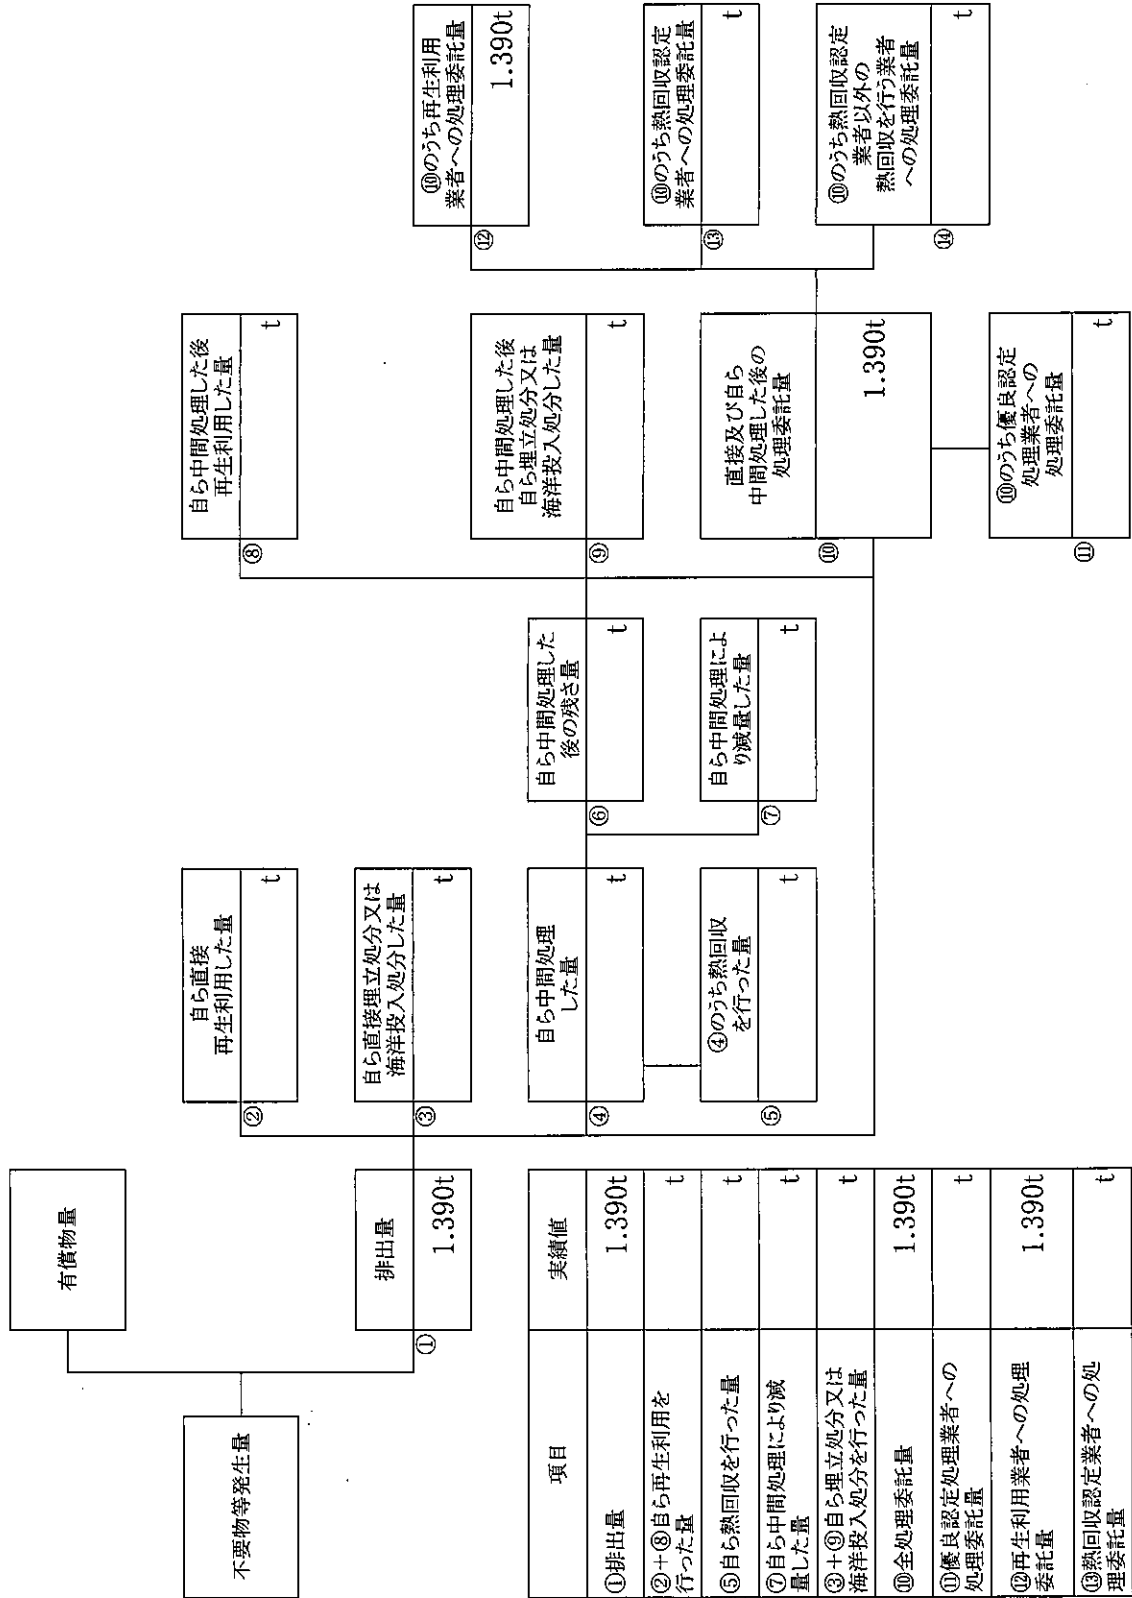 不要物等発生量
有償物量
排出量
①
1.390t
自ら直接
再生利用した量
②
t
自ら直接埋立処分又は
海洋投入処分した量
③
t
自ら中間処理
した量
④
t
④のうち熱回収
を行った量
⑤
t
自ら中間処理した
後の残さ量
⑥
t
自ら中間処理によ
り減量した量
⑦
t
自ら中間処理した後
再生利用した量
⑧
t
自ら中間処理した後
自ら埋立処分又は
海洋投入処分した量
⑨
t
直接及び自ら
中間処理した後の
処理委託量
⑩
1.390t
⑩のうち優良認定
処理業者への
処理委託量
⑪
t
⑩のうち再生利用
業者への処理委託量
⑫
1.390t
⑩のうち熱回収認定
業者への処理委託量
⑬
t
⑩のうち熱回収認定
業者以外の
熱回収を行う業者
への処理委託量
⑭
t
項目 実績値
①排出量 1.390t
②+⑧自ら再生利用を
行った量 t
⑤自ら熱回収を行った量 t
⑦自ら中間処理により減
量した量 t
③+⑨自ら埋立処分又は
海洋投入処分を行った量 t
⑩全処理委託量 1.390t
⑪優良認定処理業者への
処理委託量 t
⑫再生利用業者への処理
委託量 1.390t
⑬熱回収認定業者への処
理委託量 t